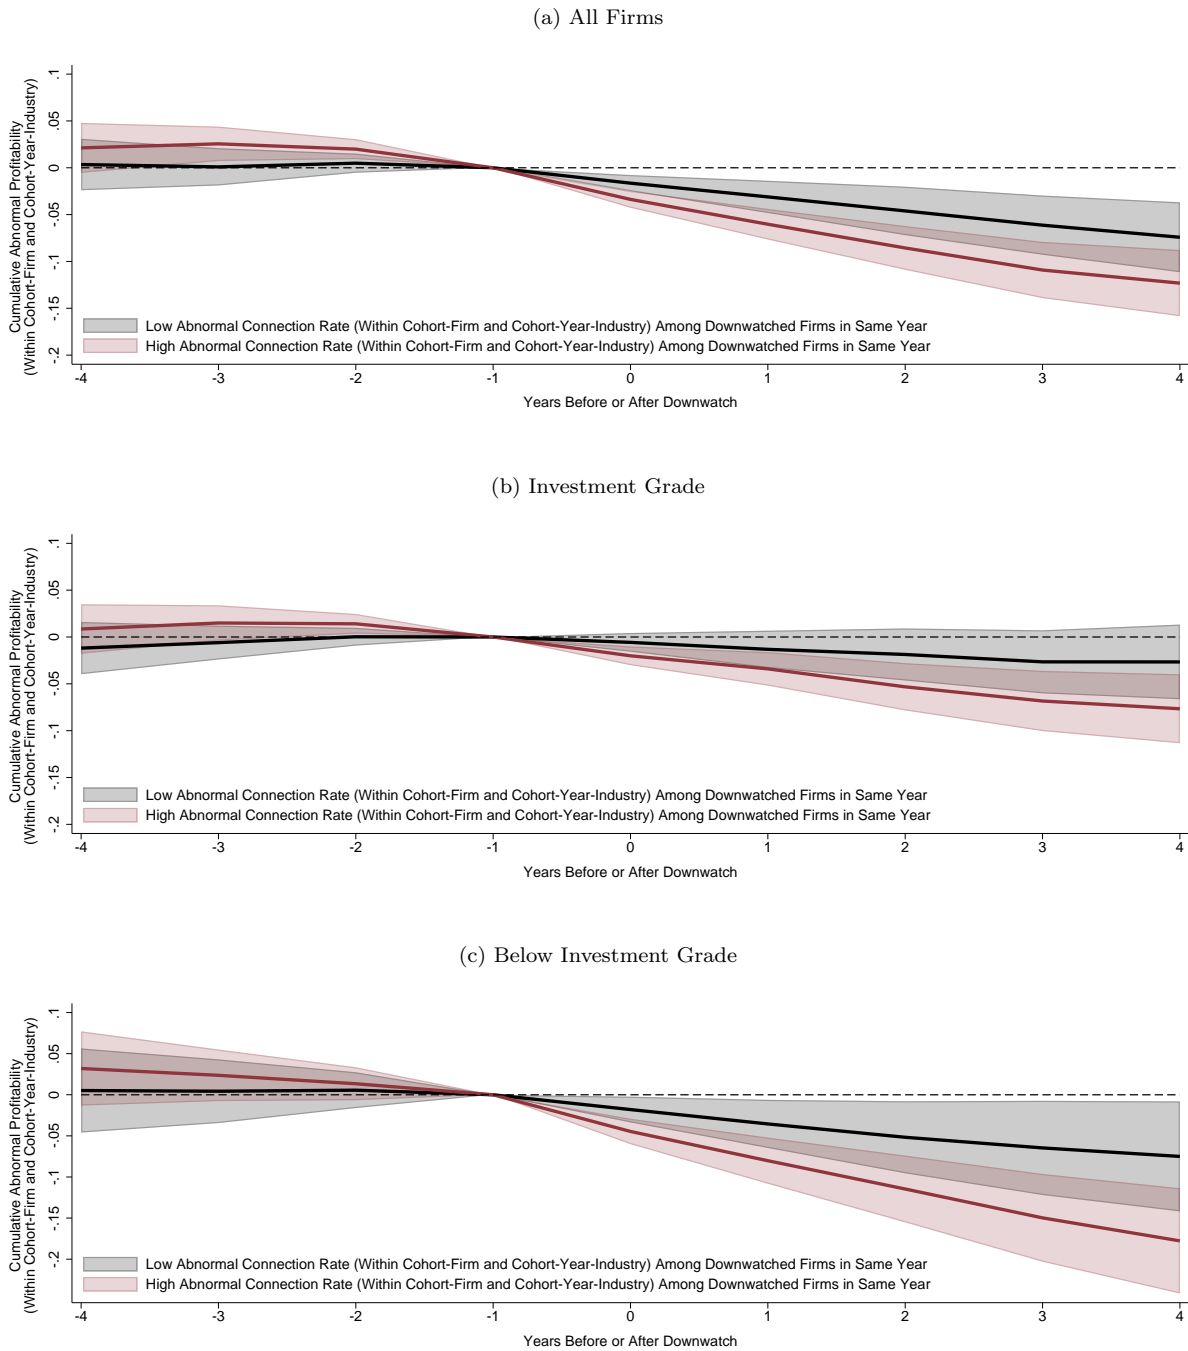 (a) All Firms
Cumulative Abnormal Profitability
(Within Cohort-Firm and Cohort-Year-Industry)
.1
.05
0
-.05
-.1
-.15
-.2
Low Abnormal Connection Rate (Within Cohort-Firm and Cohort-Year-Industry) Among Downwatched Firms in Same Year
High Abnormal Connection Rate (Within Cohort-Firm and Cohort-Year-Industry) Among Downwatched Firms in Same Year
-4 -3 -2 -1 0 1 2 3 4
Years Before or After Downwatch
(b) Investment Grade
Cumulative Abnormal Profitability
(Within Cohort-Firm and Cohort-Year-Industry)
.1
.05
0
-.05
-.1
-.15
-.2
Low Abnormal Connection Rate (Within Cohort-Firm and Cohort-Year-Industry) Among Downwatched Firms in Same Year
High Abnormal Connection Rate (Within Cohort-Firm and Cohort-Year-Industry) Among Downwatched Firms in Same Year
-4 -3 -2 -1 0 1 2 3 4
Years Before or After Downwatch
(c) Below Investment Grade
Cumulative Abnormal Profitability
(Within Cohort-Firm and Cohort-Year-Industry)
.1
.05
0
-.05
-.1
-.15
-.2
Low Abnormal Connection Rate (Within Cohort-Firm and Cohort-Year-Industry) Among Downwatched Firms in Same Year
High Abnormal Connection Rate (Within Cohort-Firm and Cohort-Year-Industry) Among Downwatched Firms in Same Year
-4 -3 -2 -1 0 1 2 3 4
Years Before or After Downwatch